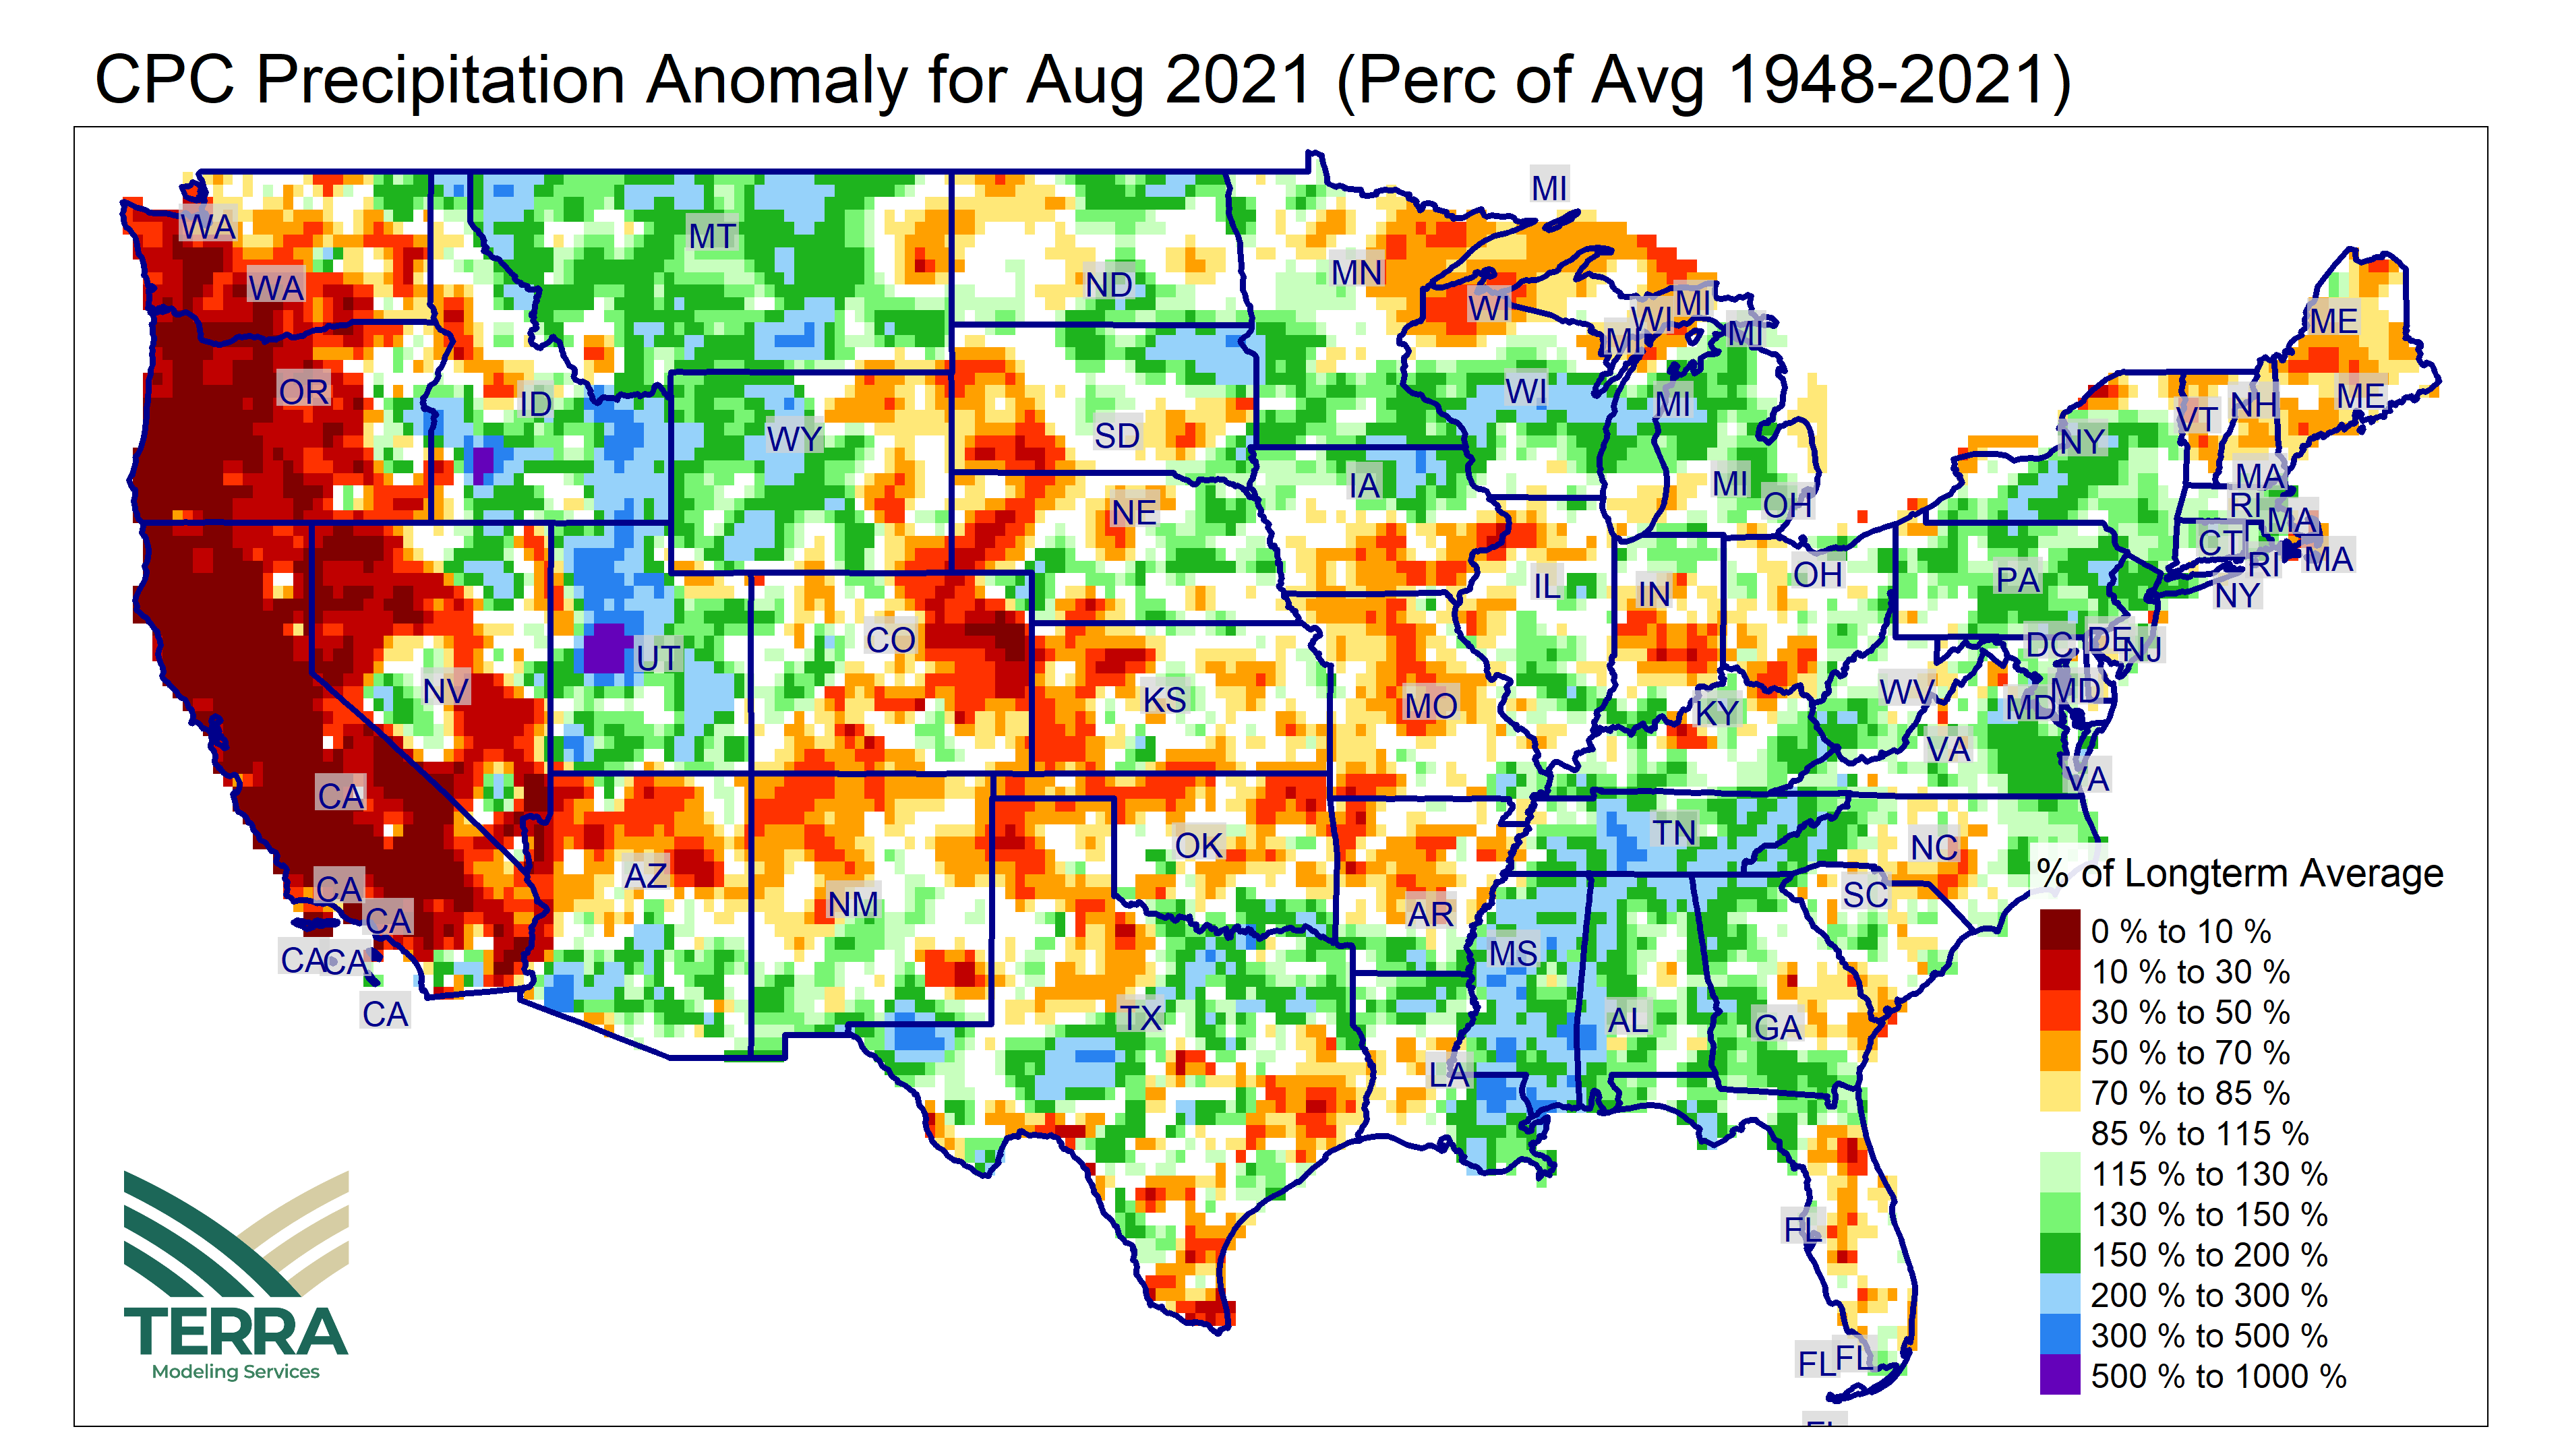 CPC Precipitation Anomaly for Aug 2021 (Perc of Avg 1948-2021)
MI
WA
MT
MN
ND
WA
WI
MI
WI
MI
MI
ME
OR
ID
WI
MI
VT
NH
ME
WY
SD
NY
IA
MI
OH
MA
RI
NE
MA
CT
RI
MA
IL
IN
OH
PA
NY
CO
UT
DC
DE
NJ
NV
KS
MO
KY
WV
MD
MD
VA
VA
CA
OK
TN
NC
AZ
NM
AR
SC
CA
CA
CA
CA
CA
MS
TX
AL
GA
LA
FL
FL
FL
% of Longterm Average
0 % to 10 %
10 % to 30 %
30 % to 50 %
50 % to 70 %
70 % to 85 %
85 % to 115 %
115 % to 130 %
130 % to 150 %
150 % to 200 %
200 % to 300 %
300 % to 500 %
500 % to 1000 %
TERRA
Modeling Services